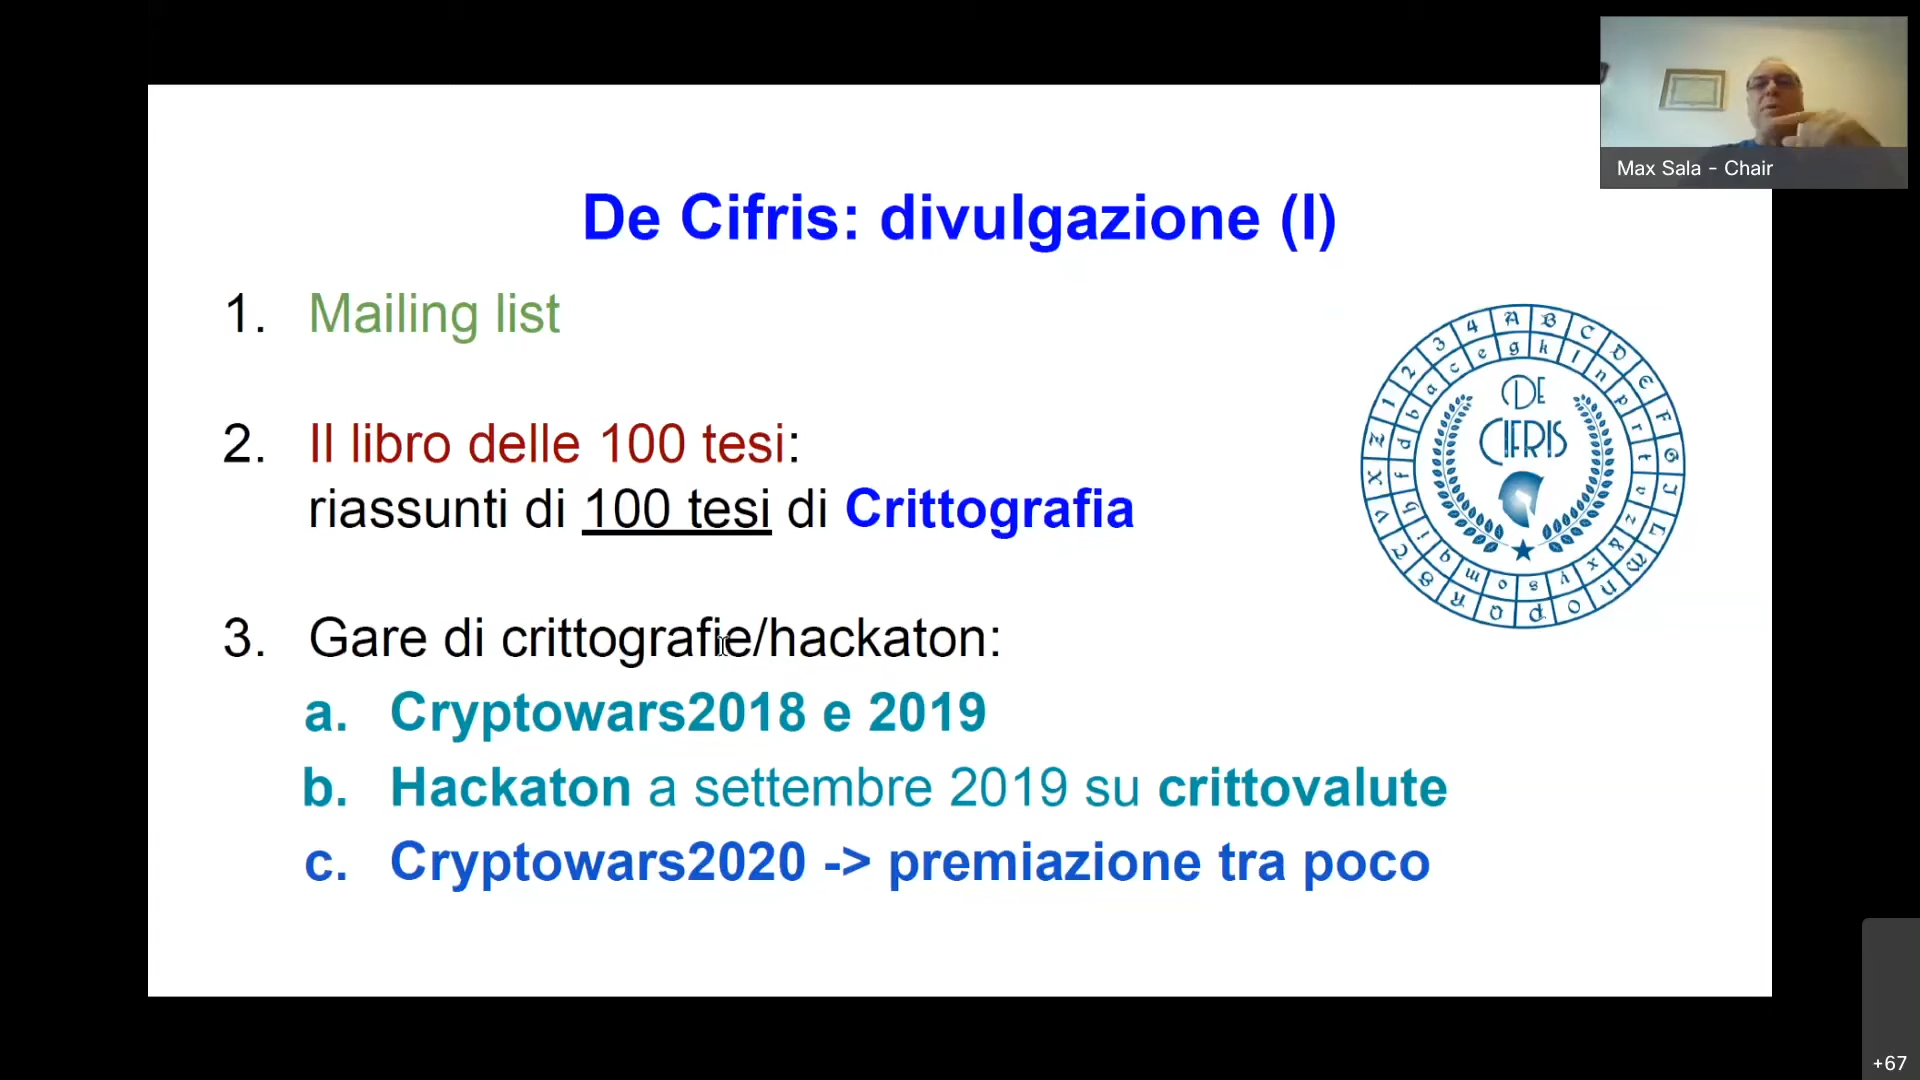 Max Sala - Chair
De Cifris: divulgazione (I)
1. Mailing list
2. Il libro delle 100 tesi:
riassunti di 100 tesi di Crittografia
3. Gare di crittografie/hackaton:
a. Cryptowars2018 e 2019
b. Hackaton a settembre 2019 su crittovalute
c. Cryptowars2020 -> premiazione tra poco
DE
CIFRIS
+67